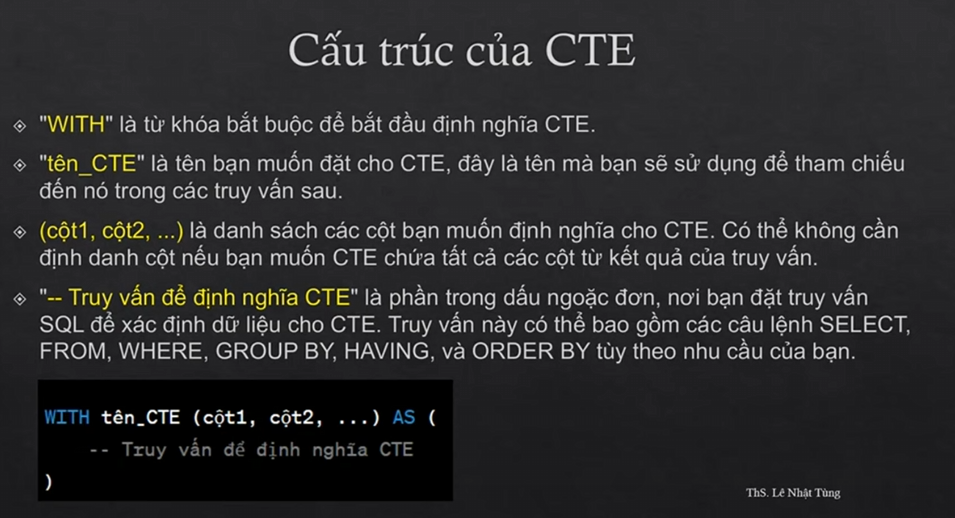 Cấu trúc của CTE
"WITH" là từ khóa bắt buộc để bắt đầu định nghĩa CTE.
"tên_CTE" là tên bạn muốn đặt cho CTE, đây là tên mà bạn sẽ sử dụng để tham chiếu
đến nó trong các truy vấn sau.
(cột1, cột2, ...) là danh sách các cột bạn muốn định nghĩa cho CTE. Có thể không cần
định danh cột nếu bạn muốn CTE chứa tất cả các cột từ kết quả của truy vấn.
"-- Truy vấn để định nghĩa CTE" là phần trong dấu ngoặc đơn, nơi bạn đặt truy vấn
SQL để xác định dữ liệu cho CTE. Truy vấn này có thể bao gồm các câu lệnh SELECT,
FROM, WHERE, GROUP BY, HAVING, và ORDER BY tùy theo nhu cầu của bạn.
WITH tên_CTE (cột1, cột2, ...) AS (
-- Truy vấn để định nghĩa CTE
)
ThS. Lê Nhật Tùng